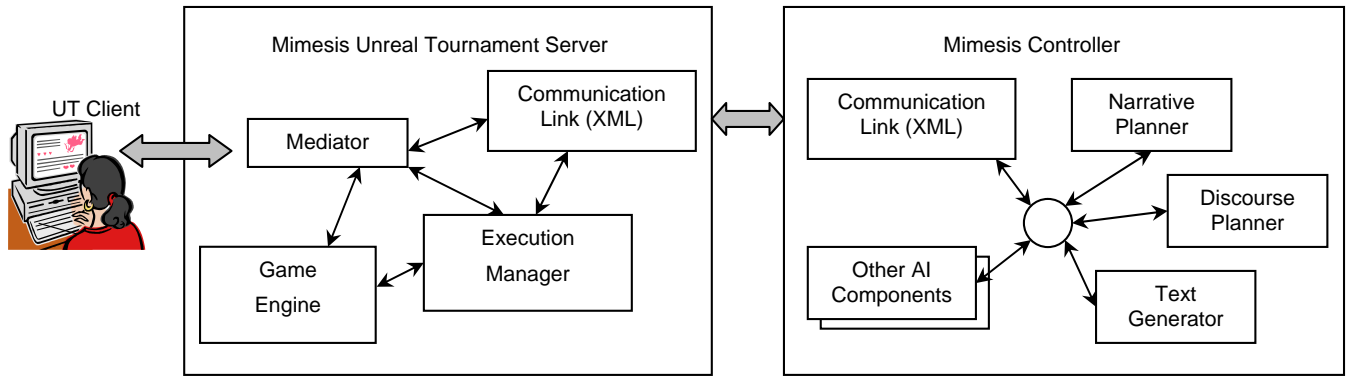 UT Client
Mimesis Unreal Tournament Server
Mediator
Communication
Link (XML)
Game
Engine
Execution
Manager
Mimesis Controller
Communication
Link (XML)
Narrative
Planner
Discourse
Planner
Other AI
Components
Text
Generator